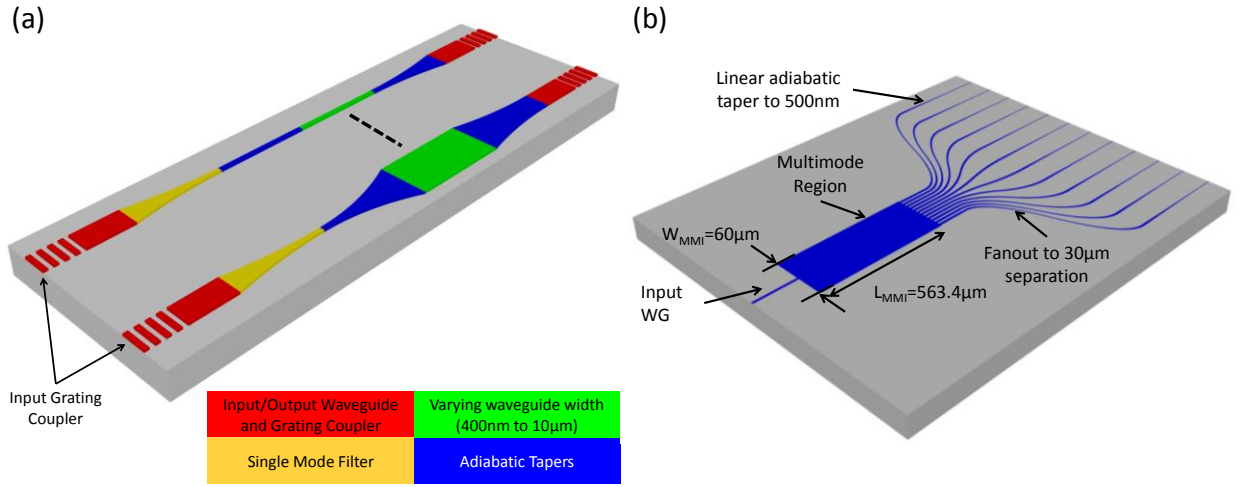 (a)
Input Grating
Coupler
Input/Output Waveguide
and Grating Coupler
Varying waveguide width
(400nm to 10μm)
Single Mode Filter
Adiabatic Tapers
(b)
Linear adiabatic
taper to 500nm
Multimode
Region
W_MMI=60μm
Input
WG
L_MMI=563.4μm
Fanout to 30μm
separation